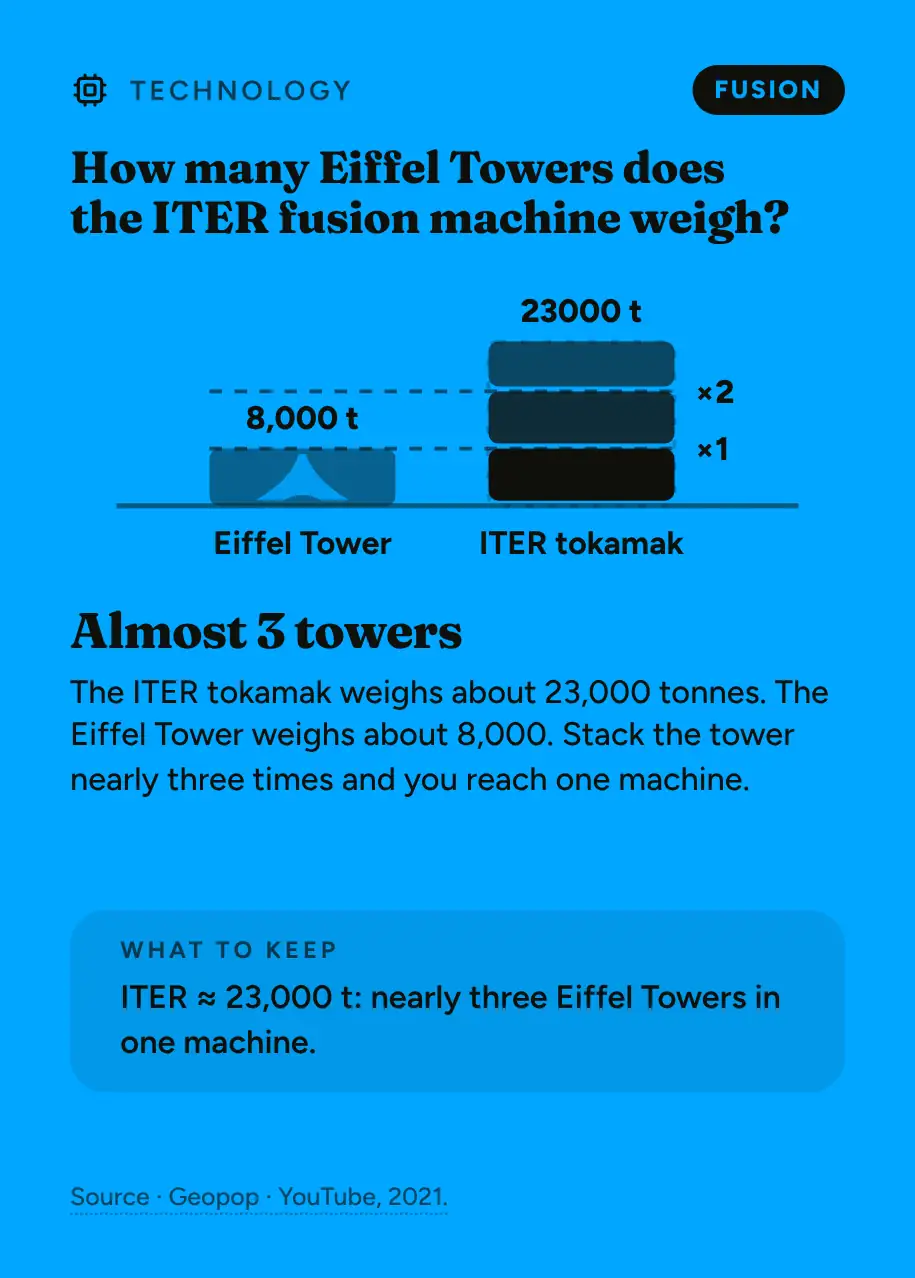 TECHNOLOGY
FUSION
How many Eiffel Towers does
the ITER fusion machine weigh?
23000 t
×2
8,000 t
×1
Eiffel Tower
ITER tokamak
Almost 3 towers
The ITER tokamak weighs about 23,000 tonnes. The
Eiffel Tower weighs about 8,000. Stack the tower
nearly three times and you reach one machine.
WHAT TO KEEP
ITER ≈ 23,000 t: nearly three Eiffel Towers in
one machine.
Source · Geopop · YouTube, 2021.